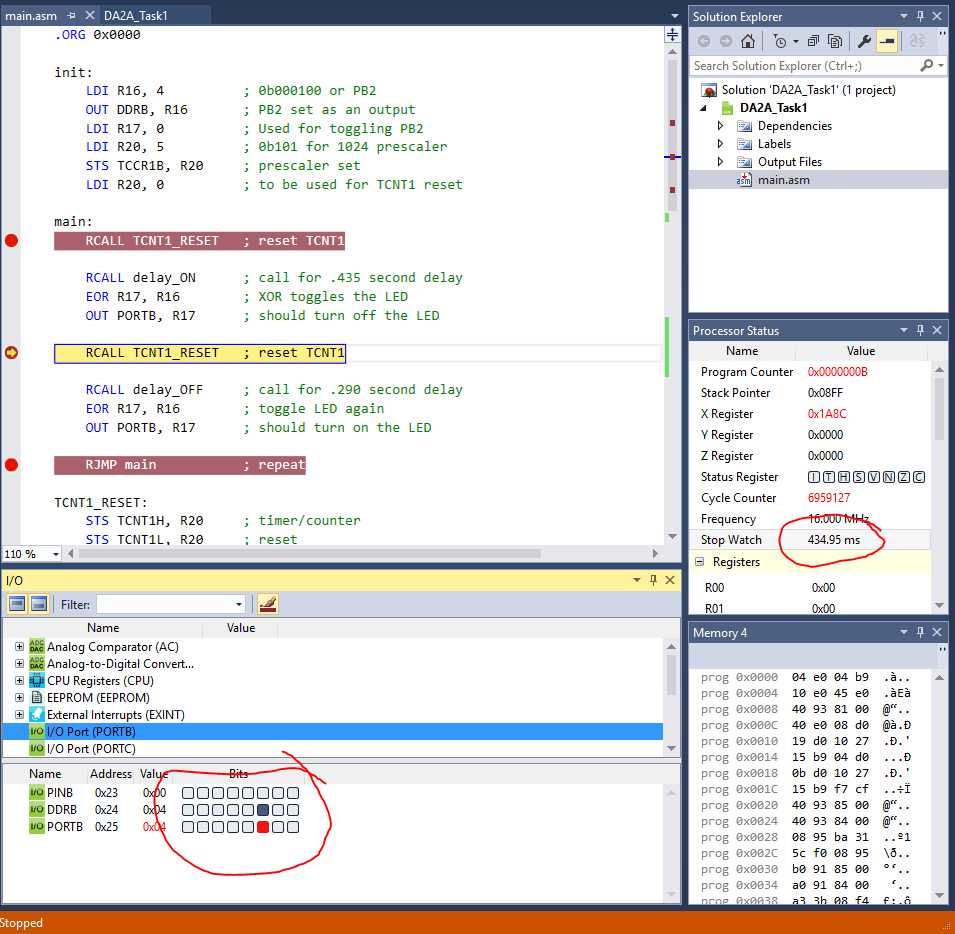 main.asm DA2A_Task1
.ORG 0x0000
init:
LDI R16, 4 ; 0b000100 or PB2
OUT DDRB, R16 ; PB2 set as an output
LDI R17, 0 ; Used for toggling PB2
LDI R20, 5 ; 0b101 for 1024 prescaler
STS TCCR1B, R20 ; prescaler set
LDI R20, 0 ; to be used for TCNT1 reset
main:
RCALL TCNT1_RESET ; reset TCNT1
RCALL delay_ON ; call for .435 second delay
EOR R17, R16 ; XOR toggles the LED
OUT PORTB, R17 ; should turn off the LED
RCALL TCNT1_RESET ; reset TCNT1
RCALL delay_OFF ; call for .290 second delay
EOR R17, R16 ; toggle LED again
OUT PORTB, R17 ; should turn on the LED
RJMP main ; repeat
TCNT1_RESET:
STS TCNT1H, R20 ; timer/counter
STS TCNT1L, R20 ; reset
110 %
I/O
Filter:
Name Value
ADC DAC Analog Comparator (AC)
ADC DAC Analog-to-Digital Convert...
CPU Registers (CPU)
EEPROM (EEPROM)
External Interrupts (EXINT)
I/O I/O Port (PORTB)
I/O I/O Port (PORTC)
Name Address Value Bits
I/O PINB 0x23 0x00
I/O DDRB 0x24 0x04
I/O PORTB 0x25 0x04
Stopped
Solution Explorer
Search Solution Explorer (Ctrl+;)
Solution 'DA2A_Task1' (1 project)
DA2A_Task1
Dependencies
Labels
Output Files
asm main.asm
Processor Status
Name Value
Program Counter 0x0000000B
Stack Pointer 0x08FF
X Register 0x1A8C
Y Register 0x0000
Z Register 0x0000
Status Register I T H S V N Z C
Cycle Counter 6959127
Frequency 16.000 MHz
Stop Watch 434.95 ms
Registers
R00 0x00
R01 0x00
Memory 4
prog 0x0000 04 e0 04 b9 .à..
prog 0x0004 10 e0 45 e0 .àEà
prog 0x0008 40 93 81 00 @“..
prog 0x000C 40 e0 08 d0 @à.Ð
prog 0x0010 19 d0 10 27 .Ð.'
prog 0x0014 15 b9 04 d0 ...Ð
prog 0x0018 0b d0 10 27 .Ð.'
prog 0x001C 15 b9 f7 cf ..÷Ï
prog 0x0020 40 93 85 00 @“..
prog 0x0024 40 93 84 00 @“..
prog 0x0028 08 95 ba 31 ..º1
prog 0x002C 5c f0 08 95 \ð..
prog 0x0030 b0 91 85 00 °‘..
prog 0x0034 a0 91 84 00 ‘..
prog 0x0038 a3 3b 08 f4 £;.ô